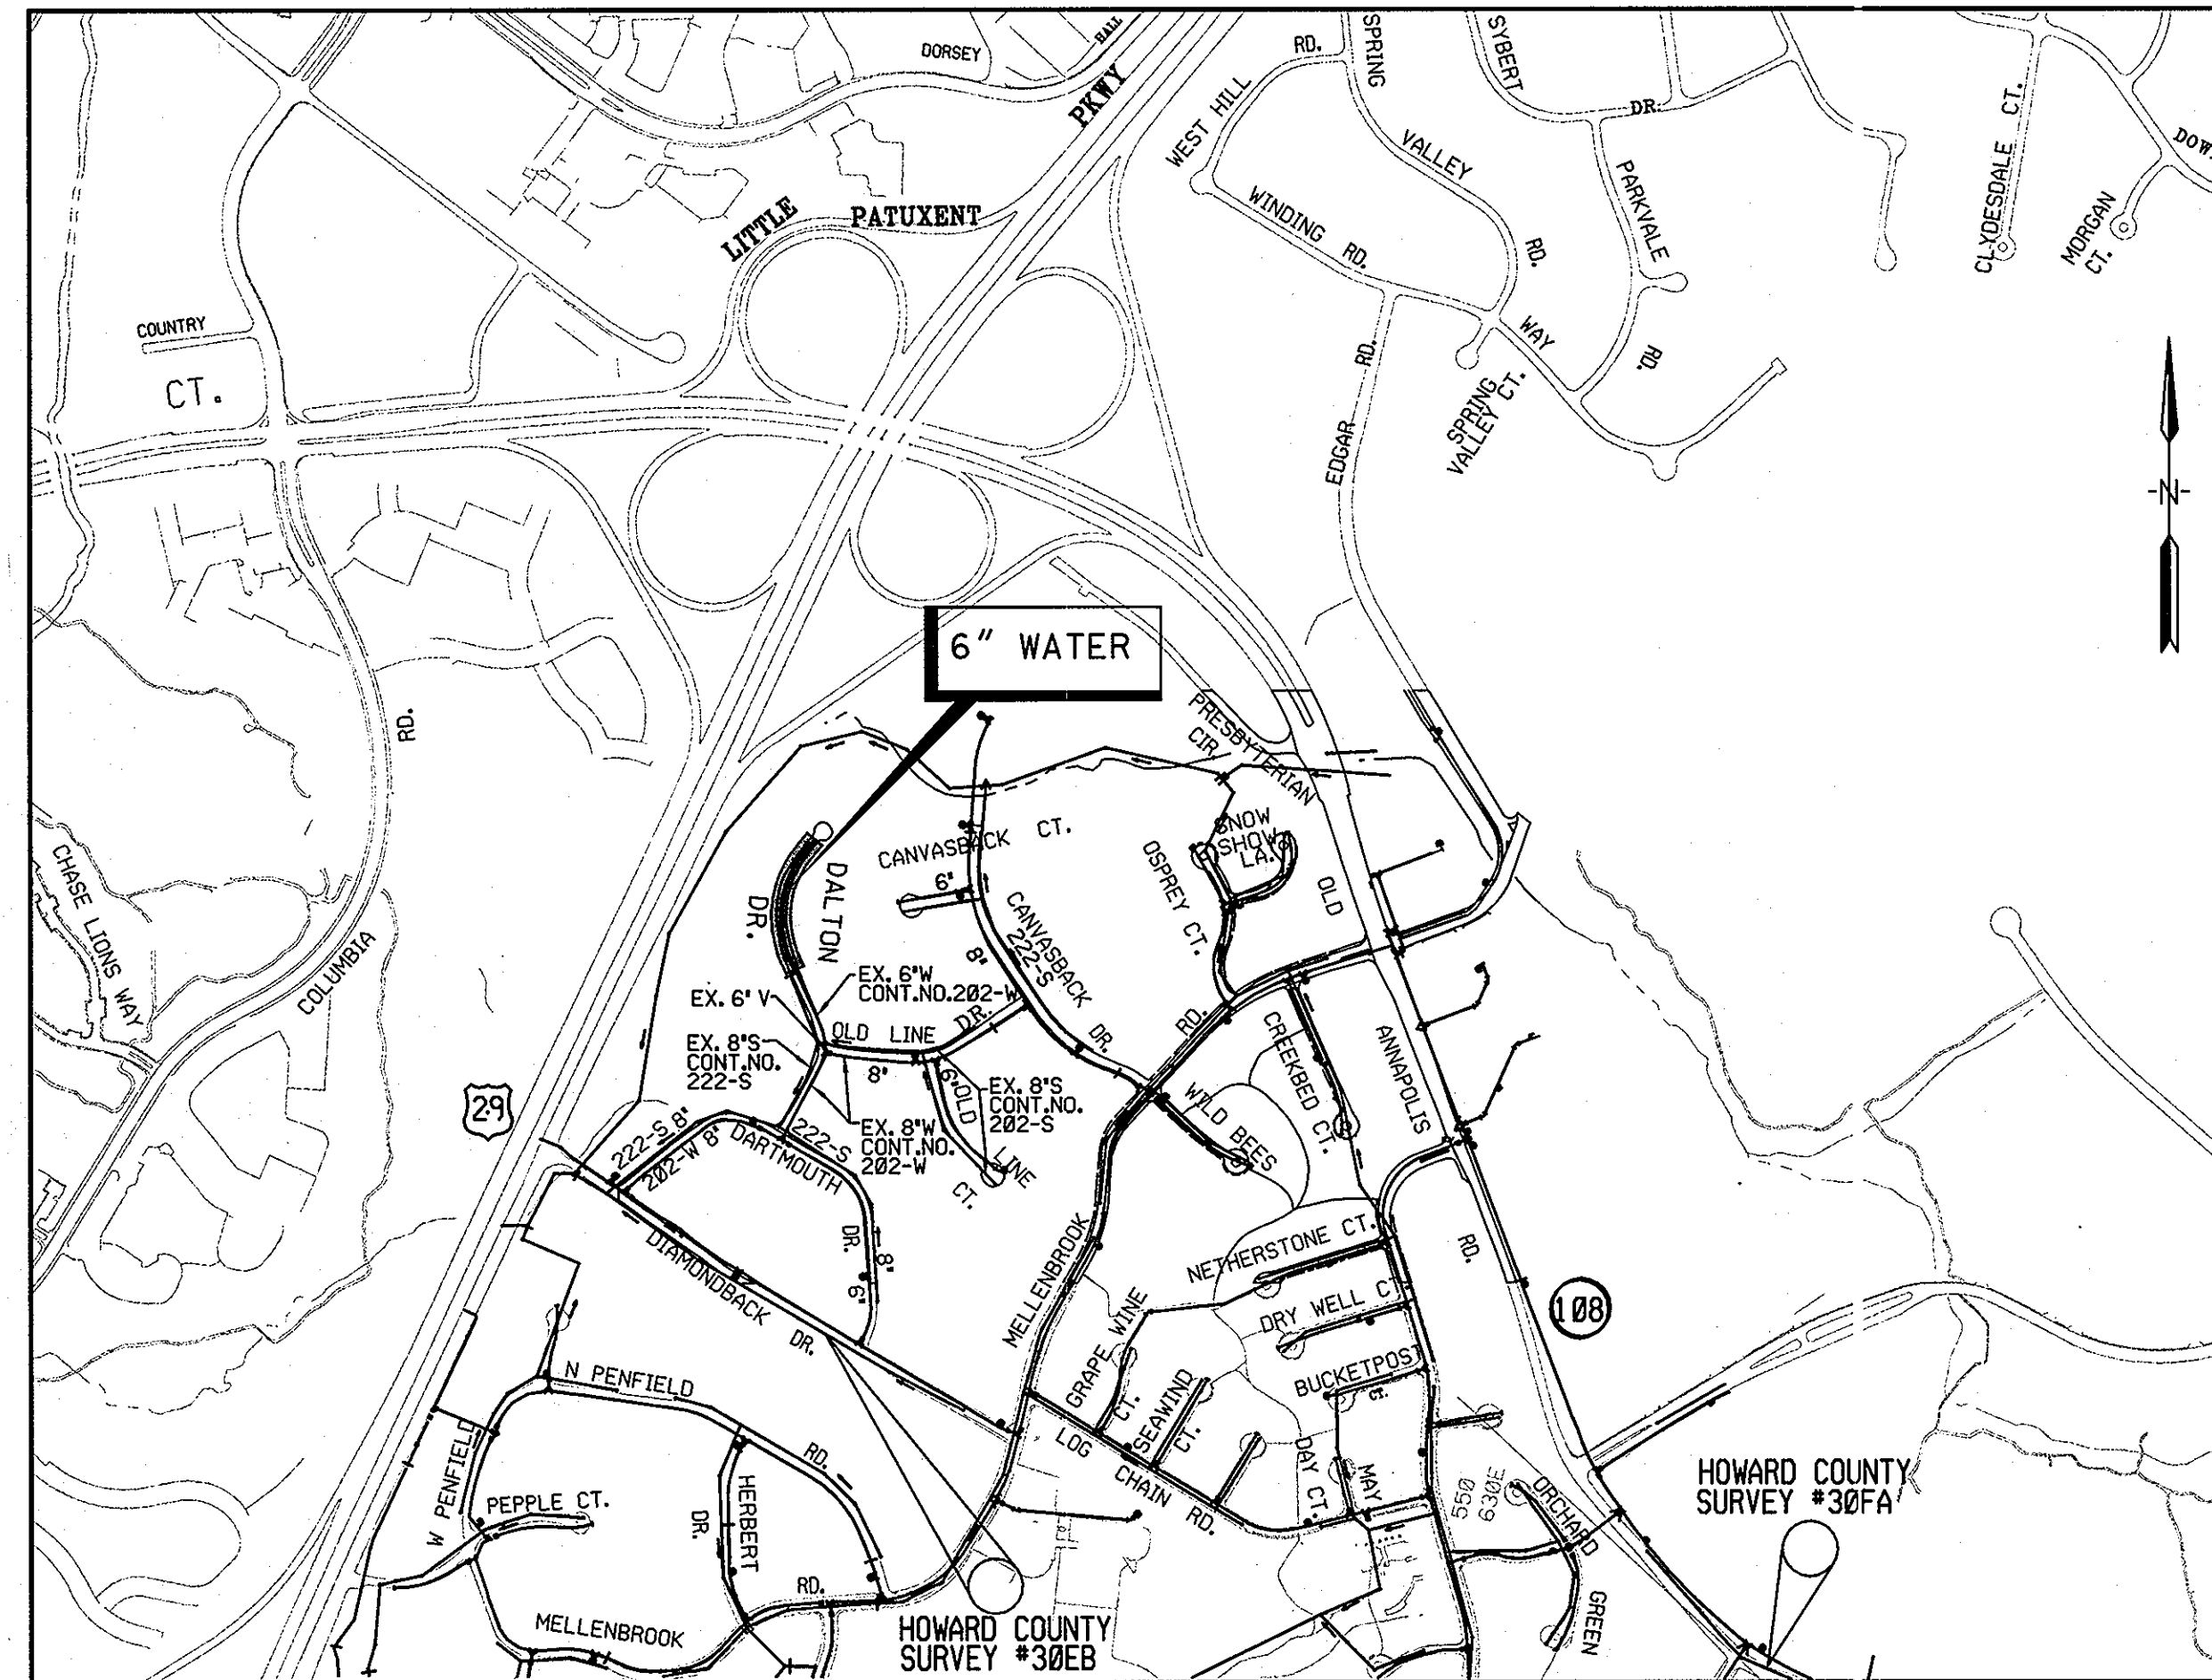 DORSEY
HALL
PKWY
RD.
SPRING
SYBERT
DR.
WEST HILL
VALLEY
RD.
PARKVALE
RD.
CLYDESDALE CT.
MORGAN
CT.
LITTLE
PATUXENT
WINDING
RD.
WAY
COUNTRY
CT.
EDGAR
RD.
SPRING
VALLEY CT.
-N-
6" WATER
RD.
COLUMBIA
CHASE LIONS
WAY
PRESBYTERIAN
CIR.
CANVASBACK CT.
6"
SNOW
SHOW
LA.
OSPREY CT.
OLD
DALTON
DR.
CANVASBACK
222-S
8"
DR.
EX. 6"W
CONT.NO.202-W
EX. 6" V
OLD LINE DR.
8"
EX. 8"S
CONT.NO.
222-S
6"
OLD
LINE
CT.
EX. 8"S
CONT.NO.
202-S
EX. 8"W
CONT.NO.
202-W
RD.
CREEKBED CT.
ANNAPOLIS
WILD BEES
29
222-S 8"
202-W 8"
DARTMOUTH
222-S
DR.
8"
6"
DIAMONDBACK
DR.
MELLENBROOK
NETHERSTONE CT.
RD.
DRY WELL CT.
108
GRAPE WINE
CT.
BUCKETPOST
SEAWIND
CT.
N PENFIELD
RD.
W PENFIELD
LOG
CHAIN
RD.
DAY CT.
MAY
550
630E
ORCHARD
GREEN
HOWARD COUNTY
SURVEY #30FA
PEPPLE CT.
HERBERT
DR.
RD.
MELLENBROOK
HOWARD COUNTY
SURVEY #30EB